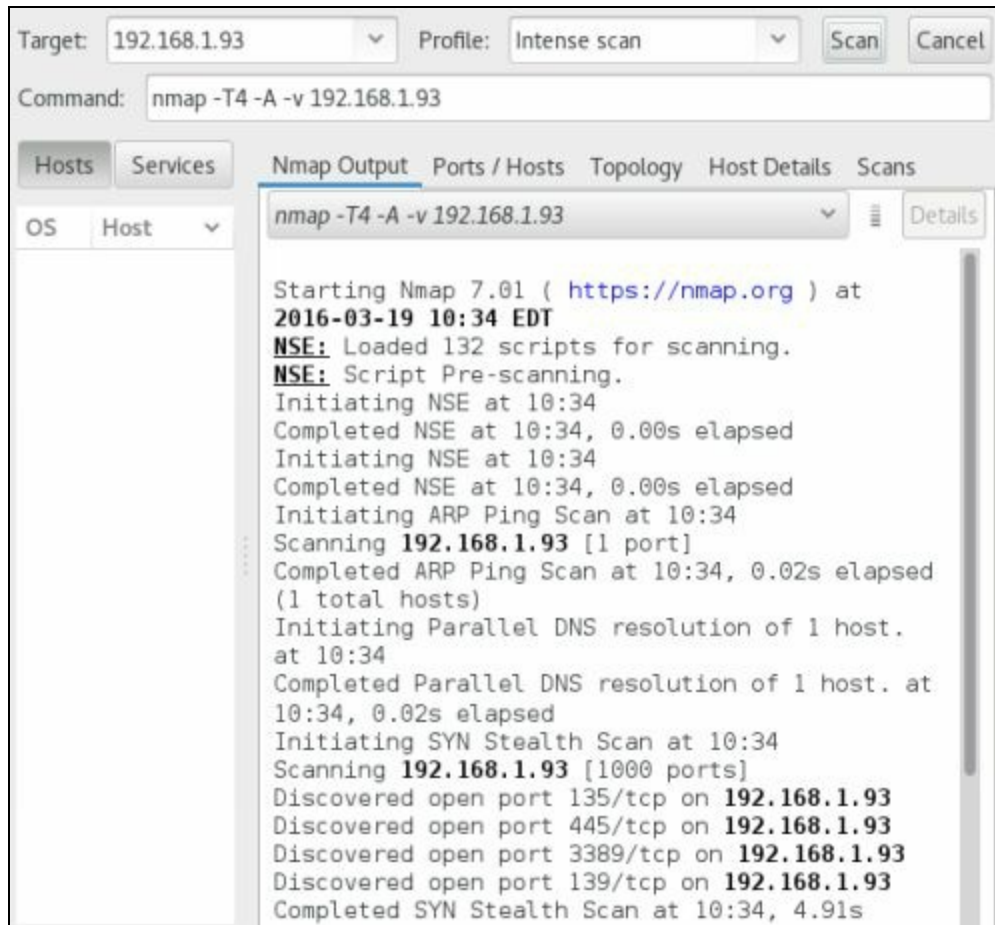 Target: 192.168.1.93 Profile: Intense scan Scan Cancel
Command: nmap -T4 -A -v 192.168.1.93
Hosts Services Nmap Output Ports / Hosts Topology Host Details Scans
OS Host nmap -T4 -A -v 192.168.1.93 Details
Starting Nmap 7.01 ( https://nmap.org ) at
2016-03-19 10:34 EDT
NSE: Loaded 132 scripts for scanning.
NSE: Script Pre-scanning.
Initiating NSE at 10:34
Completed NSE at 10:34, 0.00s elapsed
Initiating NSE at 10:34
Completed NSE at 10:34, 0.00s elapsed
Initiating ARP Ping Scan at 10:34
Scanning 192.168.1.93 [1 port]
Completed ARP Ping Scan at 10:34, 0.02s elapsed
(1 total hosts)
Initiating Parallel DNS resolution of 1 host.
at 10:34
Completed Parallel DNS resolution of 1 host. at
10:34, 0.02s elapsed
Initiating SYN Stealth Scan at 10:34
Scanning 192.168.1.93 [1000 ports]
Discovered open port 135/tcp on 192.168.1.93
Discovered open port 445/tcp on 192.168.1.93
Discovered open port 3389/tcp on 192.168.1.93
Discovered open port 139/tcp on 192.168.1.93
Completed SYN Stealth Scan at 10:34, 4.91s